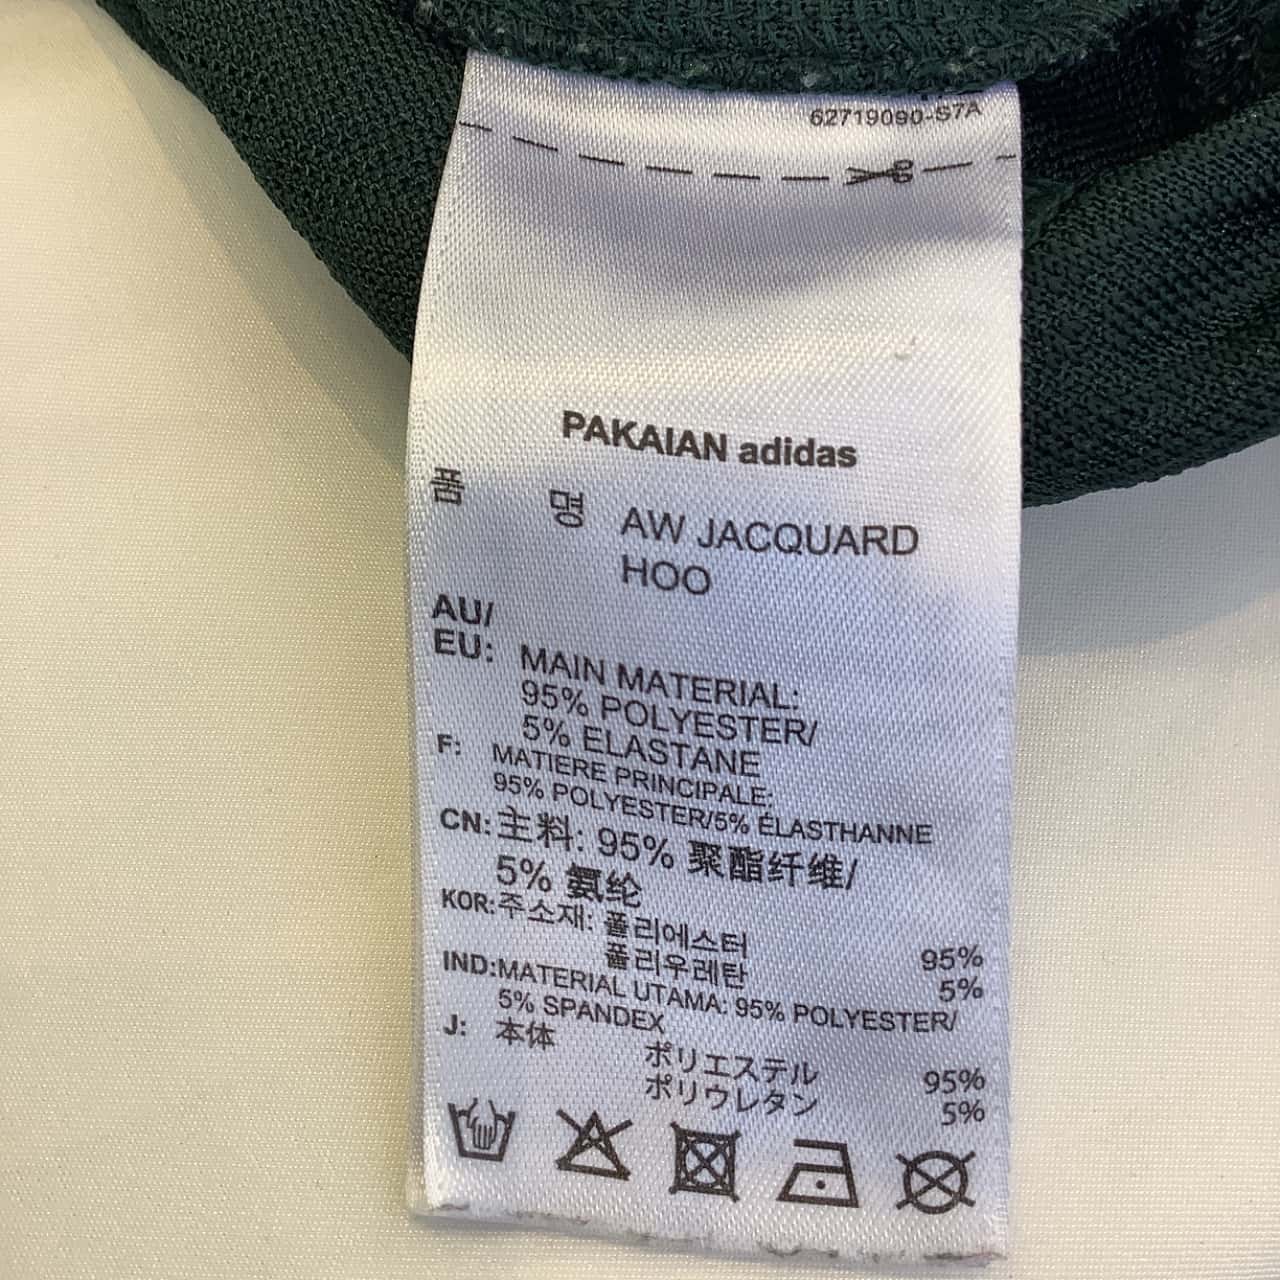 62719090-S7A
PAKAIAN adidas
품 명 AW JACQUARD
HOO
AU/
EU: MAIN MATERIAL:
95% POLYESTER/
5% ELASTANE
F: MATIERE PRINCIPALE:
95% POLYESTER/5% ÉLASTHANNE
CN: 主料: 95% 聚酯纤维/
5% 氨纶
KOR: 주소재: 폴리에스터 95%
폴리우레탄 5%
IND: MATERIAL UTAMA: 95% POLYESTER/
5% SPANDEX
J: 本体 ポリエステル 95%
ポリウレタン 5%